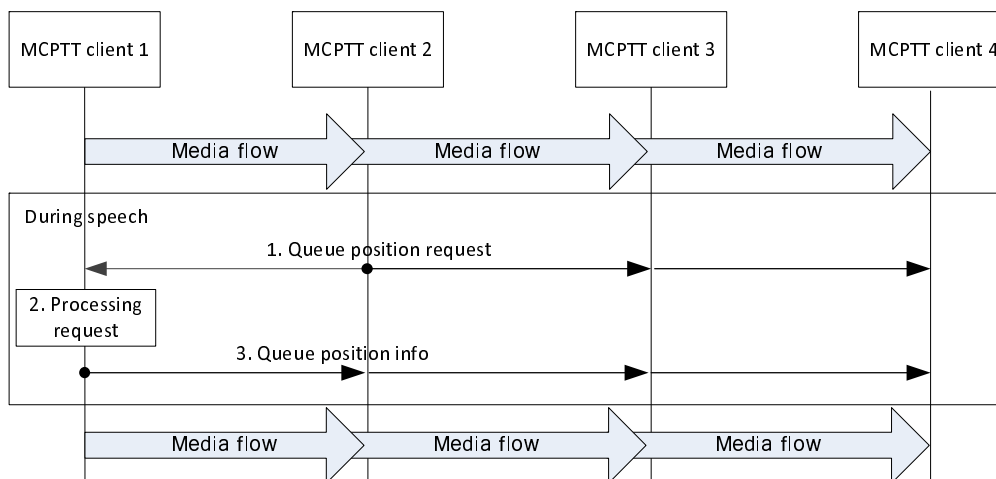 MCPTT client 1
MCPTT client 2
MCPTT client 3
MCPTT client 4
Media flow
Media flow
Media flow
During speech
1. Queue position request
2. Processing
request
3. Queue position info
Media flow
Media flow
Media flow